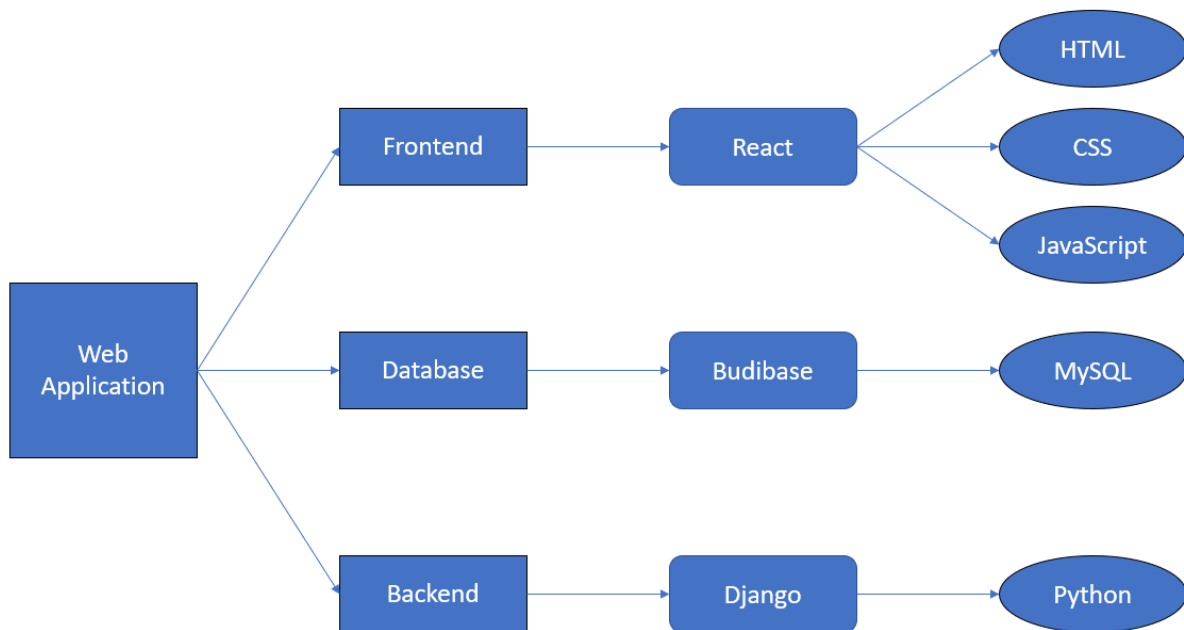 HTML
Frontend
React
CSS
JavaScript
Web
Application
Database
Budibase
MySQL
Backend
Django
Python